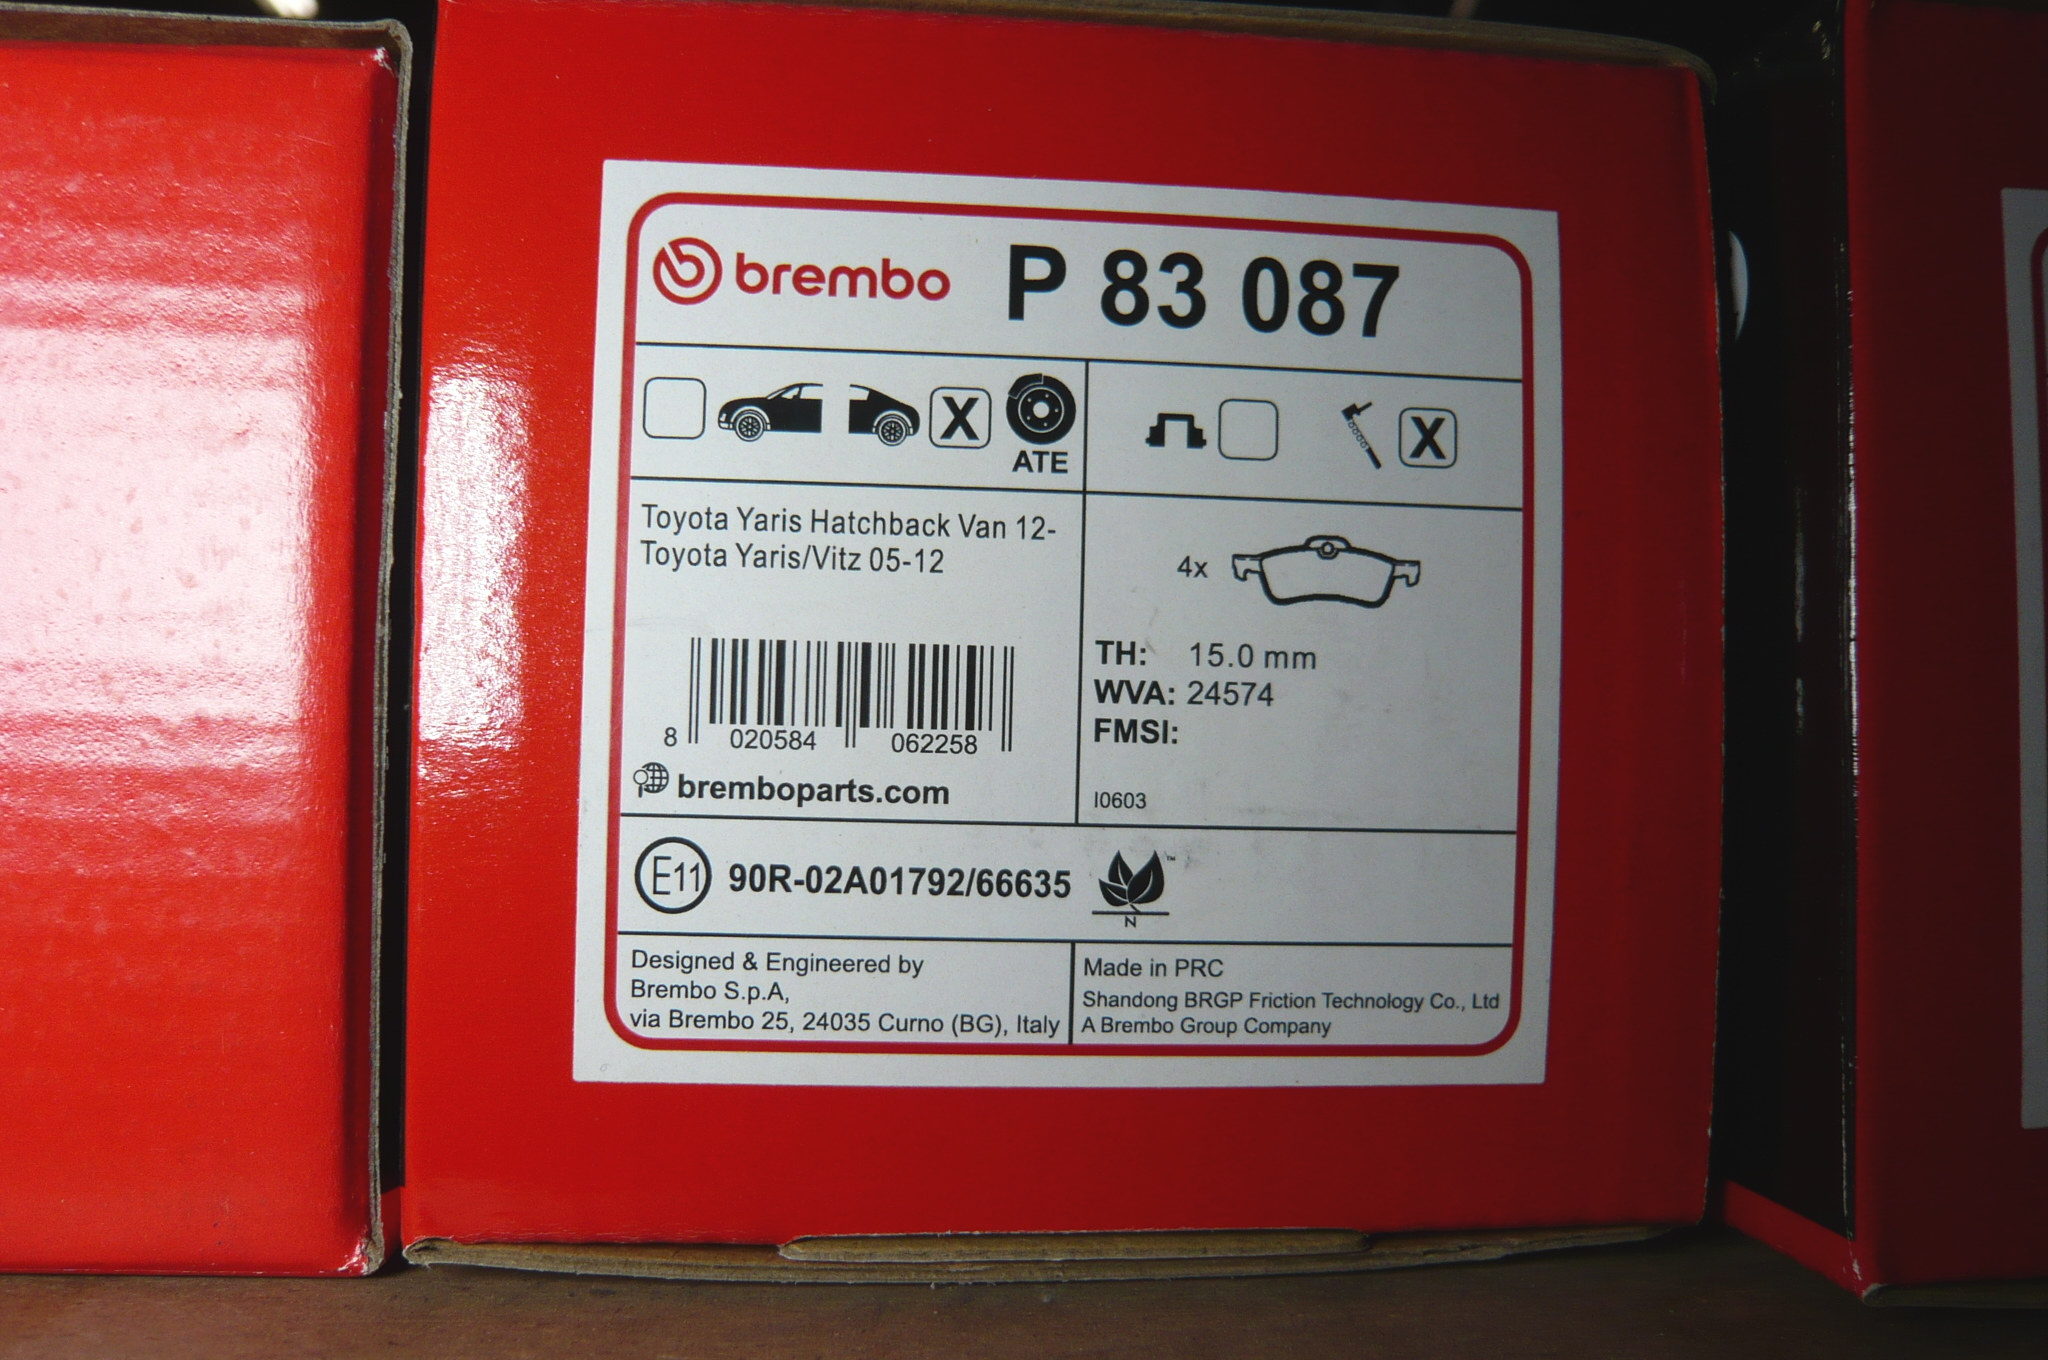 brembo P 83 087
X X
ATE
Toyota Yaris Hatchback Van 12-
Toyota Yaris/Vitz 05-12
4x
TH: 15.0 mm
WVA: 24574
FMSI:
8 020584 062258
bremboparts.com
I0603
E11 90R-02A01792/66635
™
N
Designed & Engineered by
Brembo S.p.A,
via Brembo 25, 24035 Curno (BG), Italy
Made in PRC
Shandong BRGP Friction Technology Co., Ltd
A Brembo Group Company